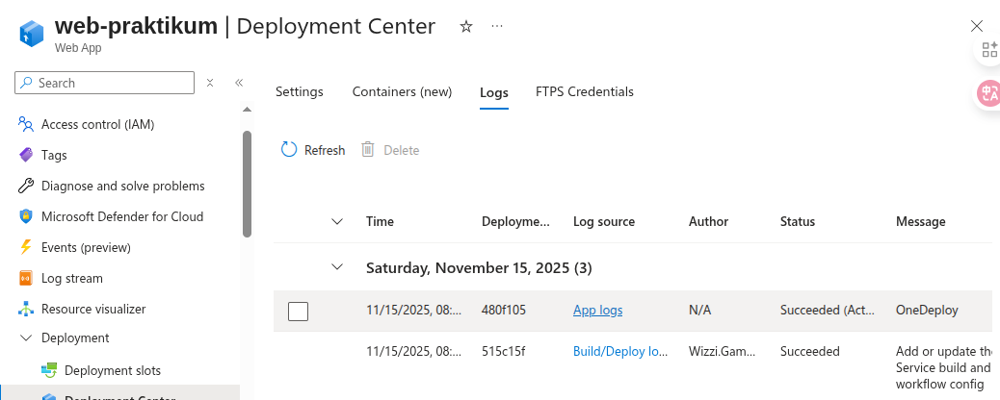 web-praktikum | Deployment Center
Web App
Search
Access control (IAM)
Tags
Diagnose and solve problems
Microsoft Defender for Cloud
Events (preview)
Log stream
Resource visualizer
Deployment
Deployment slots
Deployment Center
Settings Containers (new) Logs FTPS Credentials
Refresh Delete
Time Deployme... Log source Author Status Message
Saturday, November 15, 2025 (3)
11/15/2025, 08:... 480f105 App logs N/A Succeeded (Act... OneDeploy
11/15/2025, 08:... 515c15f Build/Deploy lo... Wizzi.Gam... Succeeded Add or update the
Service build and
workflow config
中A